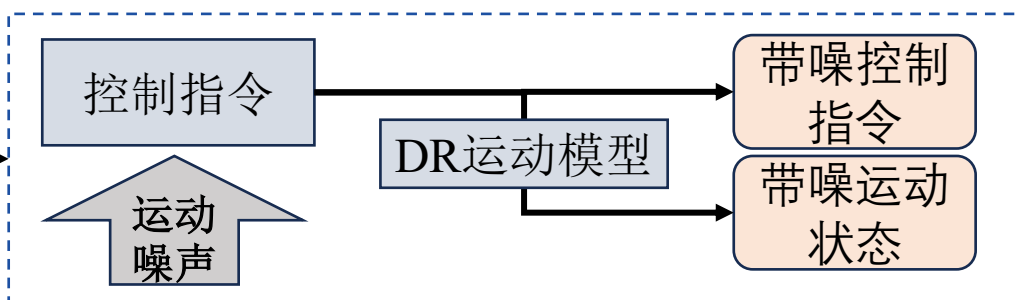 控制指令
运动
噪声
DR运动模型
带噪控制
指令
带噪运动
状态